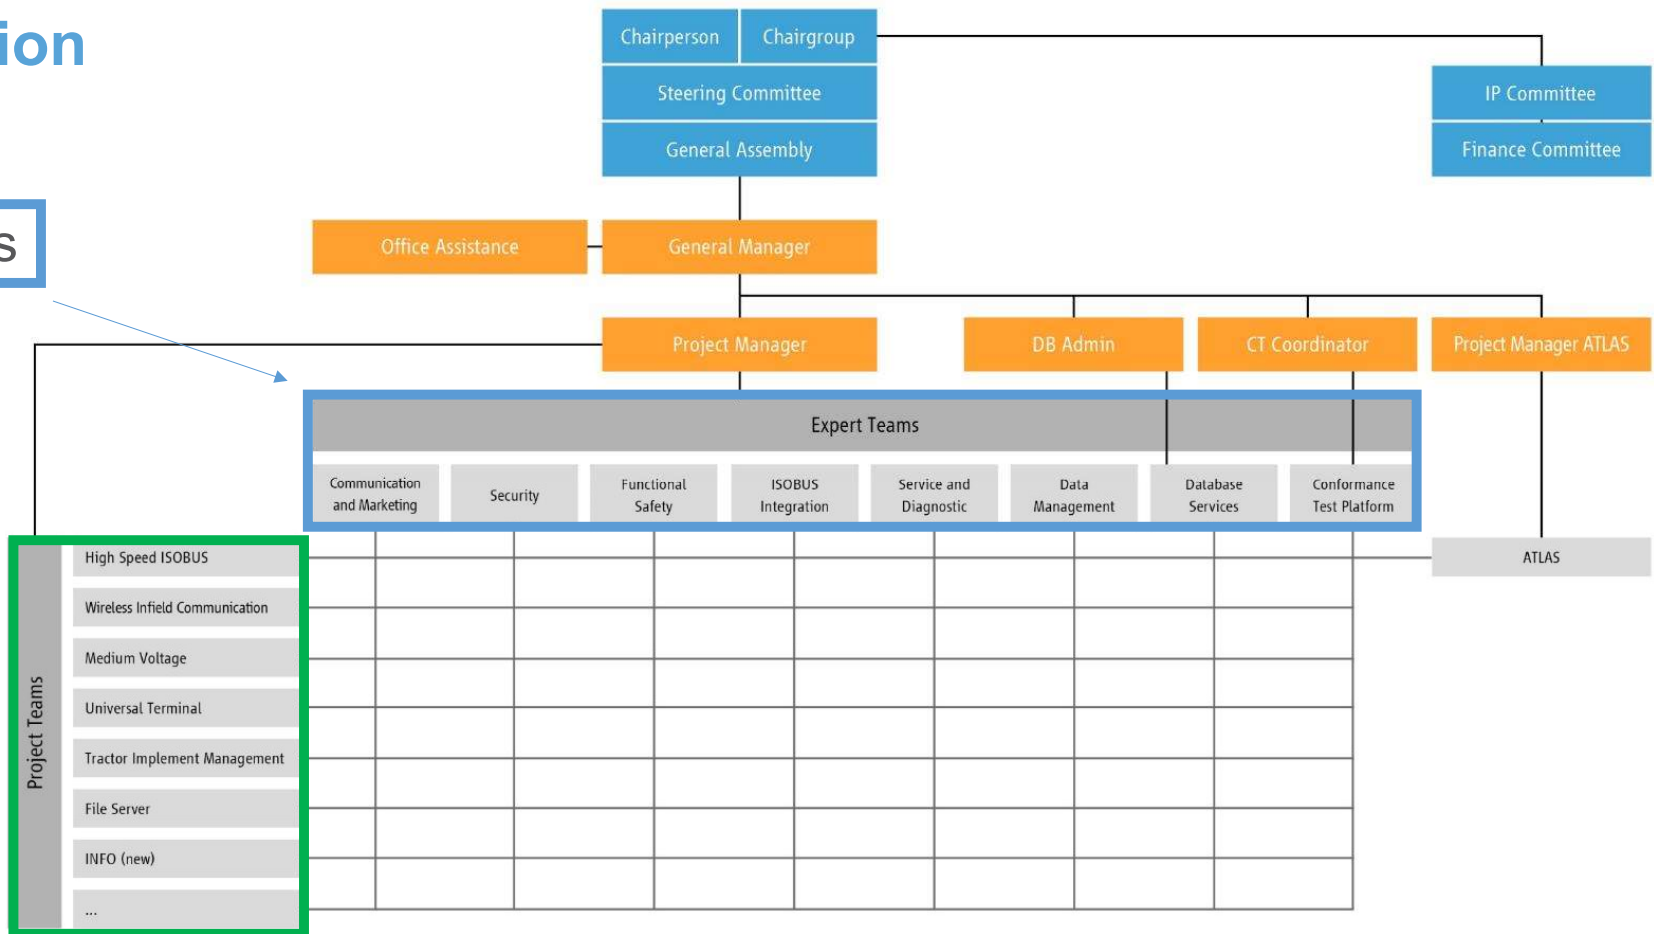 ion
Chairperson
Chairgroup
Steering Committee
IP Committee
General Assembly
Finance Committee
s
Office Assistance
General Manager
Project Manager
DB Admin
CT Coordinator
Project Manager ATLAS
Expert Teams
Communication
and Marketing
Security
Functional
Safety
ISOBUS
Integration
Service and
Diagnostic
Data
Management
Database
Services
Conformance
Test Platform
Project Teams
High Speed ISOBUS
ATLAS
Wireless Infield Communication
Medium Voltage
Universal Terminal
Tractor Implement Management
File Server
INFO (new)
...